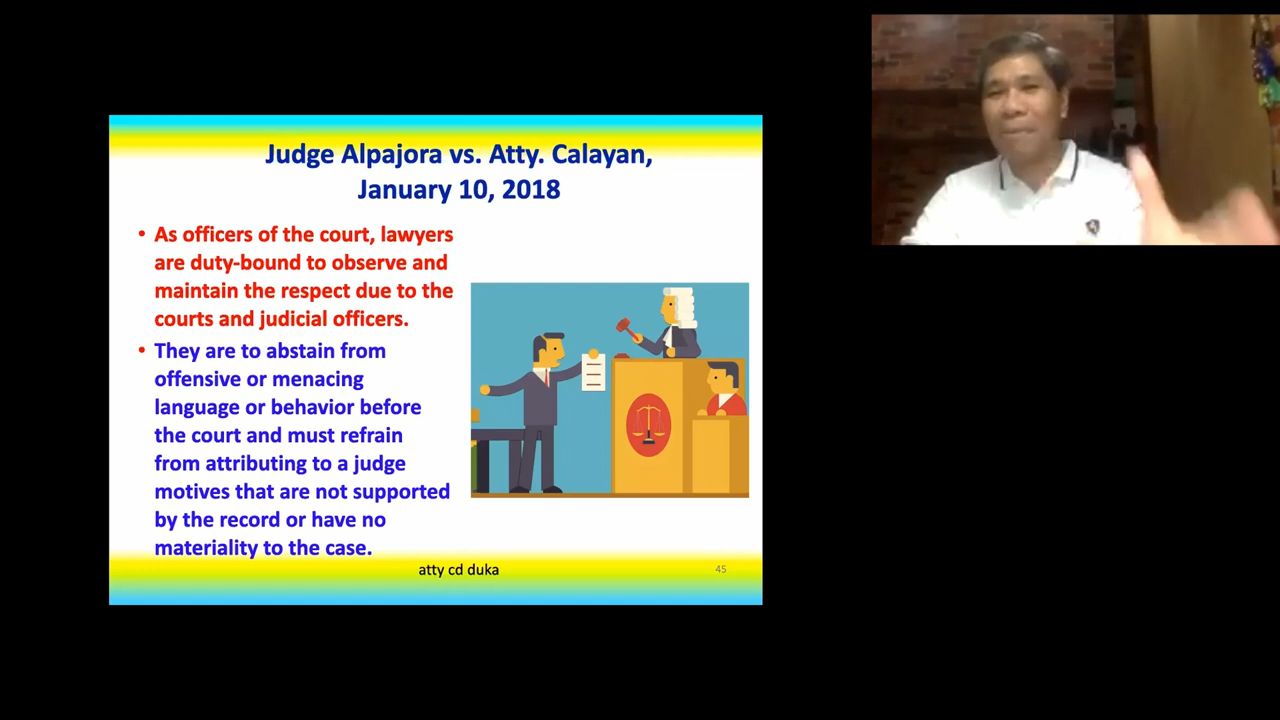 Judge Alpajora vs. Atty. Calayan,
January 10, 2018
• As officers of the court, lawyers
are duty-bound to observe and
maintain the respect due to the
courts and judicial officers.
• They are to abstain from
offensive or menacing
language or behavior before
the court and must refrain
from attributing to a judge
motives that are not supported
by the record or have no
materiality to the case.
atty cd duka
45